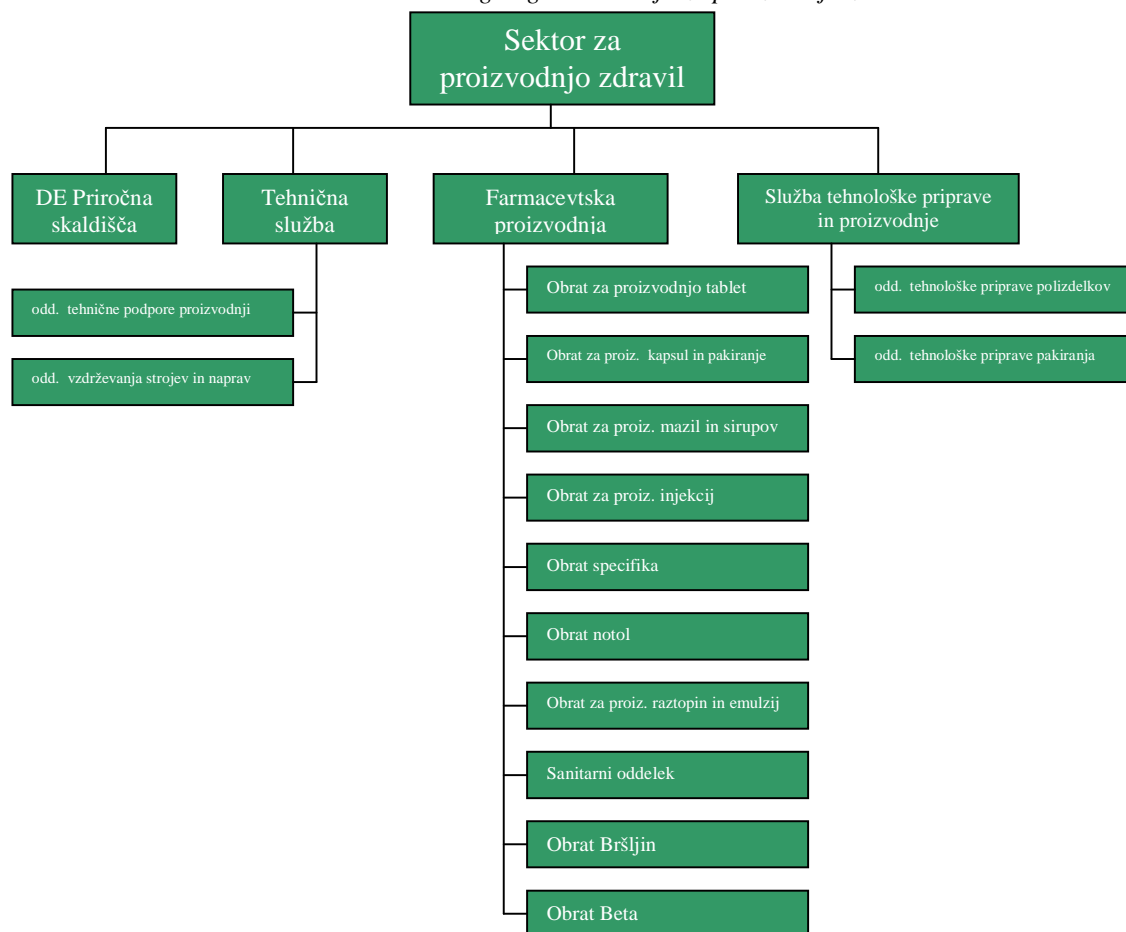 Sektor za
proizvodnjo zdravil
DE Priročna
skaldišča
Tehnična
služba
Farmacevtska
proizvodnja
Služba tehnološke priprave
in proizvodnje
odd. tehnične podpore proizvodnji
odd. vzdrževanja strojev in naprav
Obrat za proizvodnjo tablet
Obrat za proiz. kapsul in pakiranje
Obrat za proiz. mazil in sirupov
Obrat za proiz. injekcij
Obrat specifika
Obrat notol
Obrat za proiz. raztopin in emulzij
Sanitarni oddelek
Obrat Bršljin
Obrat Beta
odd. tehnološke priprave polizdelkov
odd. tehnološke priprave pakiranja